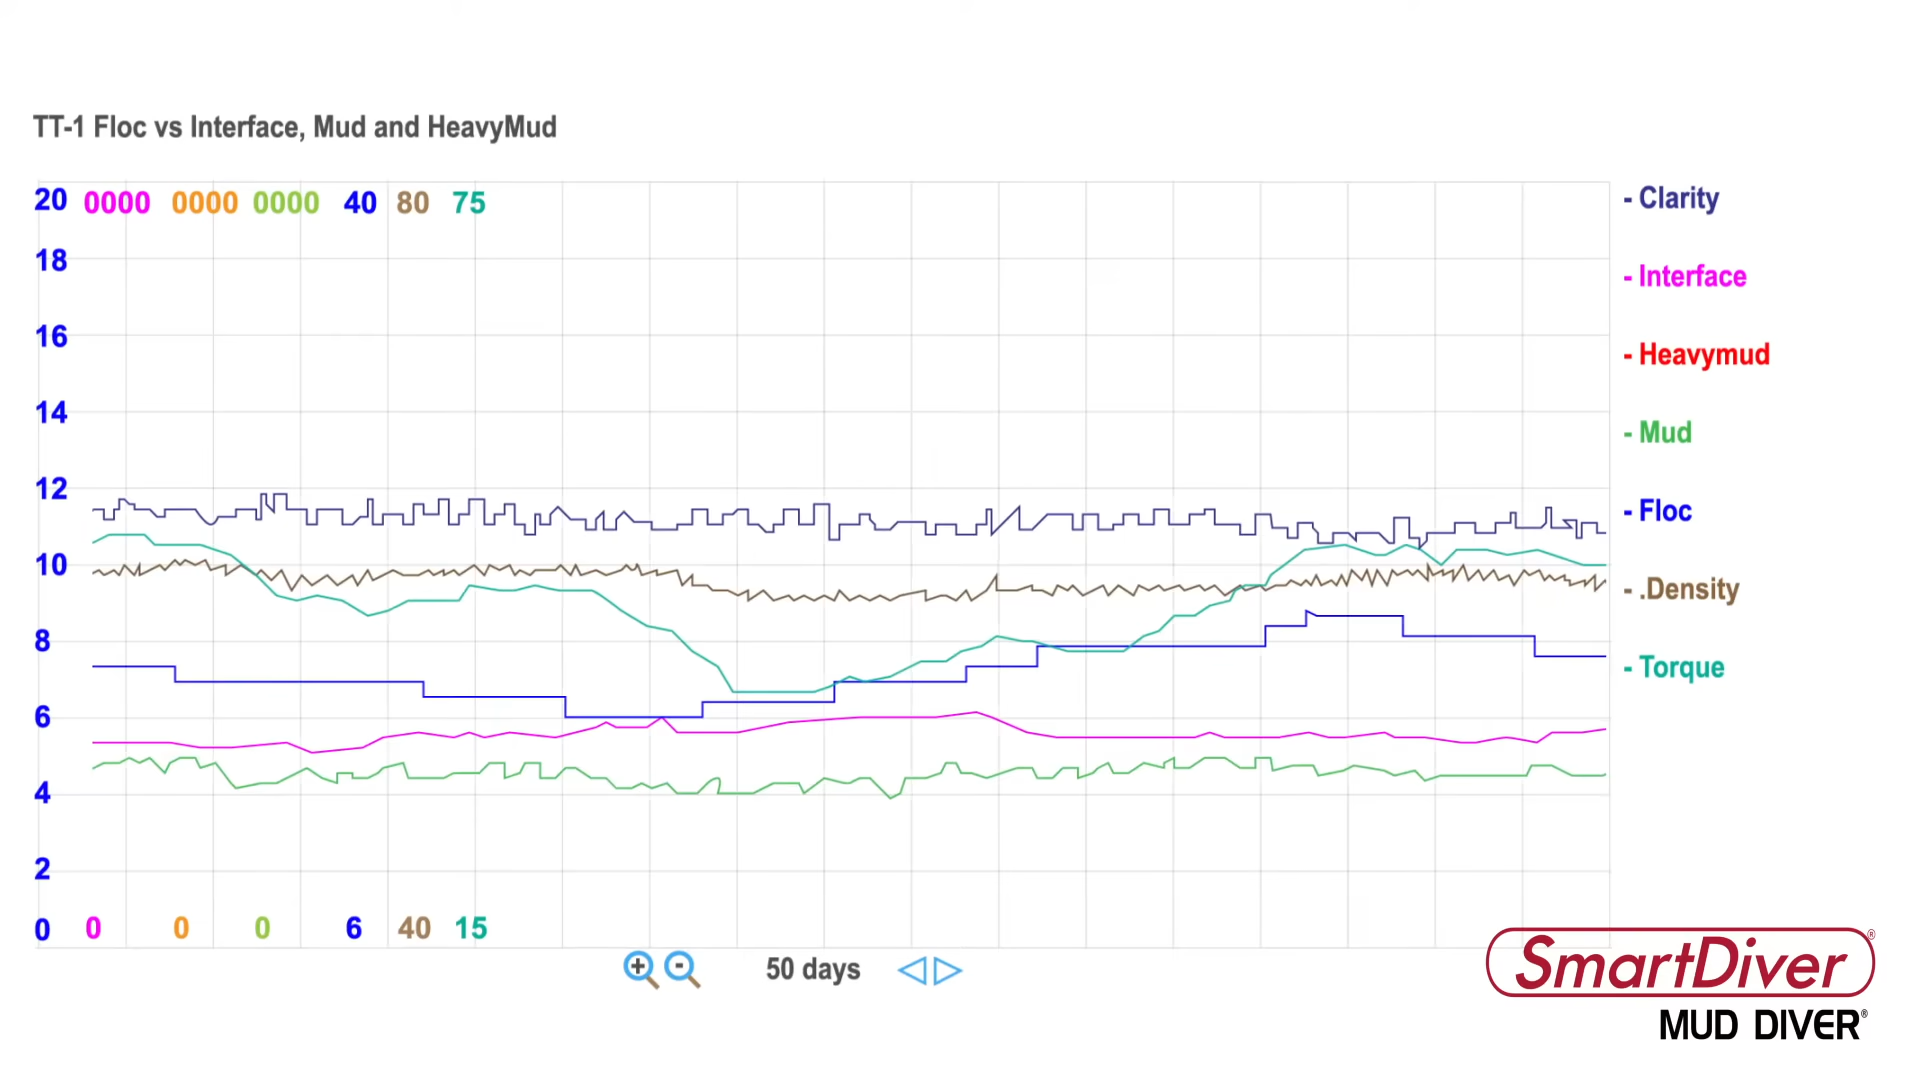 TT-1 Floc vs Interface, Mud and HeavyMud
20 0000 0000 0000 40 80 75
18
16
14
12
10
8
6
4
2
0 0 0 0 6 40 15
- Clarity
- Interface
- Heavymud
- Mud
- Floc
- .Density
- Torque
50 days
SmartDiver®
MUD DIVER®